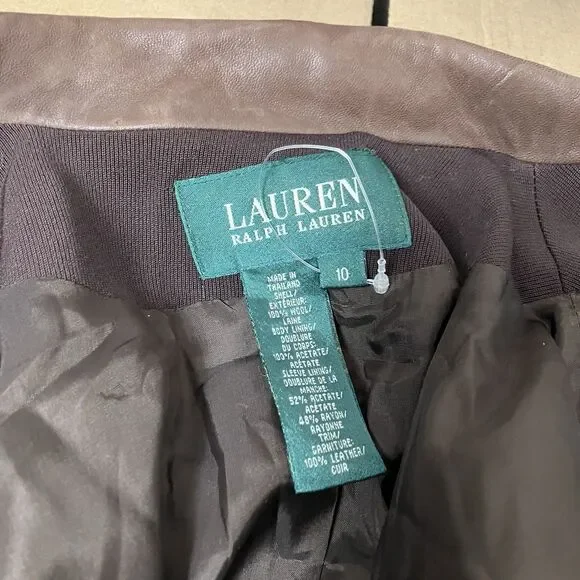 LAUREN
RALPH LAUREN
10
MADE IN
THAILAND
SHELL/
EXTÉRIEUR:
100% WOOL/
LAINE
BODY LINING/
DOUBLURE
DU CORPS:
100% ACETATE/
ACÉTATE
SLEEVE LINING/
DOUBLURE DE LA
MANCHE:
52% ACETATE/
ACÉTATE
48% RAYON/
RAYONNE
TRIM/
GARNITURE:
100% LEATHER/
CUIR